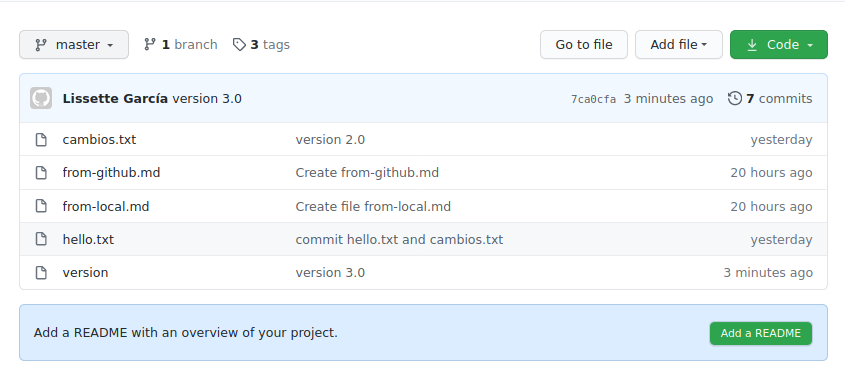 master 1 branch 3 tags Go to file Add file Code
Lissette García version 3.0 7ca0cfa 3 minutes ago 7 commits
cambios.txt version 2.0 yesterday
from-github.md Create from-github.md 20 hours ago
from-local.md Create file from-local.md 20 hours ago
hello.txt commit hello.txt and cambios.txt yesterday
version version 3.0 3 minutes ago
Add a README with an overview of your project. Add a README